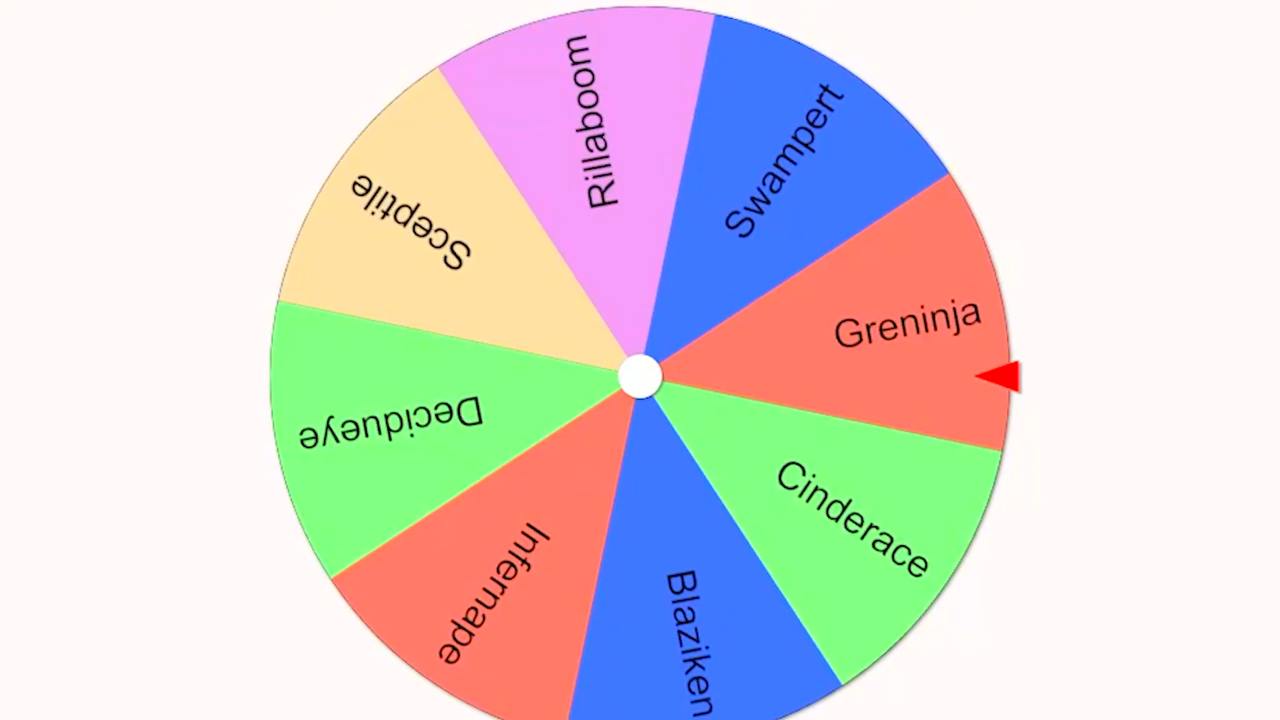 Rillaboom
Swampert
Greninja
Cinderace
Blaziken
Infernape
Decidueye
Sceptile